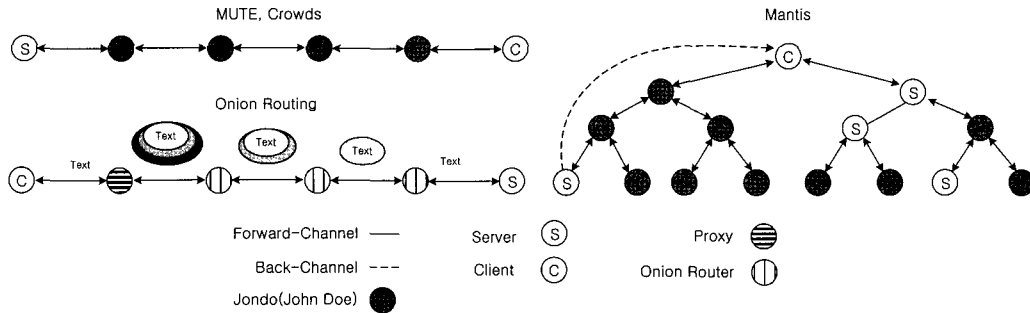 MUTE, Crowds
S
C
Onion Routing
Text
Text
Text
Text
Text
C
S
Mantis
C
S
S
S
S
Forward-Channel
Back-Channel
Jondo(John Doe)
Server
S
Client
C
Proxy
Onion Router